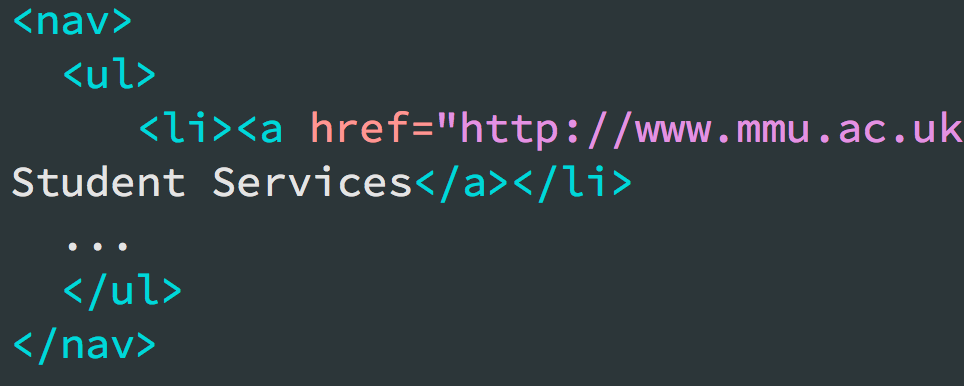 <nav>
<ul>
<li><a href="http://www.mmu.ac.uk
Student Services</a></li>
...
</ul>
</nav>